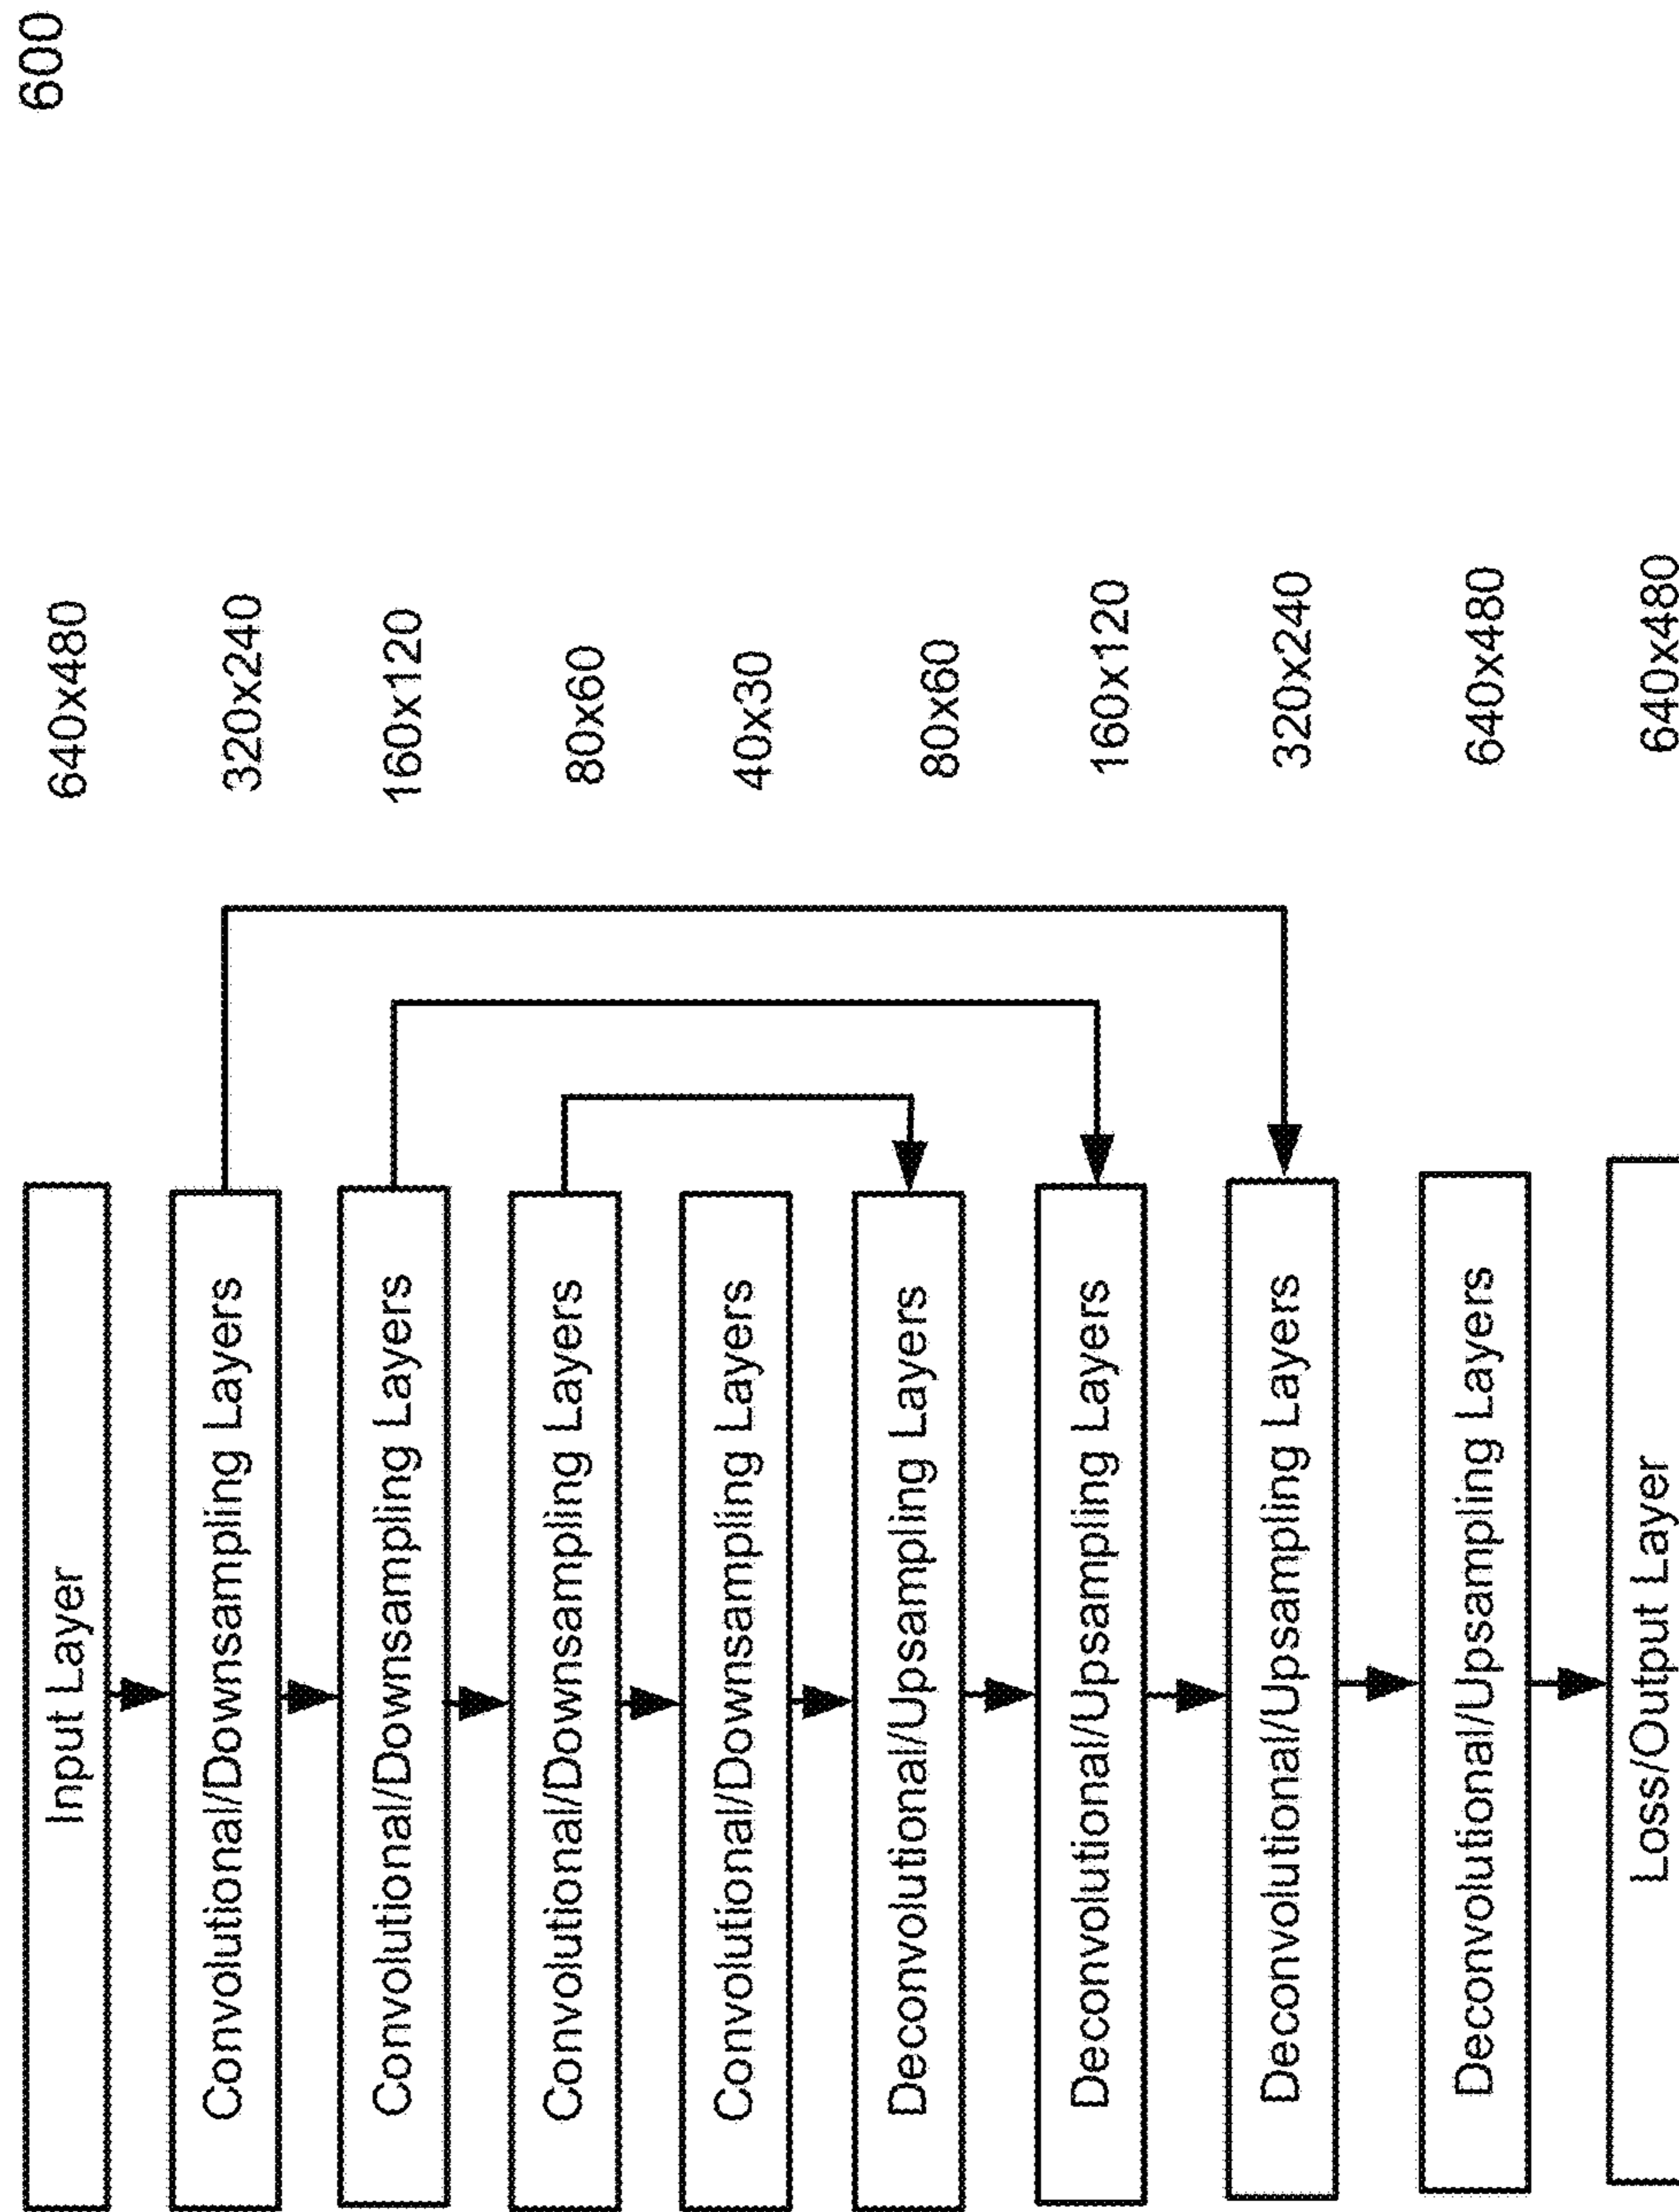 600
Input Layer
640x480
Convolutional/Downsampling Layers
320x240
Convolutional/Downsampling Layers
160x120
Convolutional/Downsampling Layers
80x60
Convolutional/Downsampling Layers
40x30
Deconvolutional/Upsampling Layers
80x60
Deconvolutional/Upsampling Layers
160x120
Deconvolutional/Upsampling Layers
320x240
Deconvolutional/Upsampling Layers
640x480
Loss/Output Layer
640x480